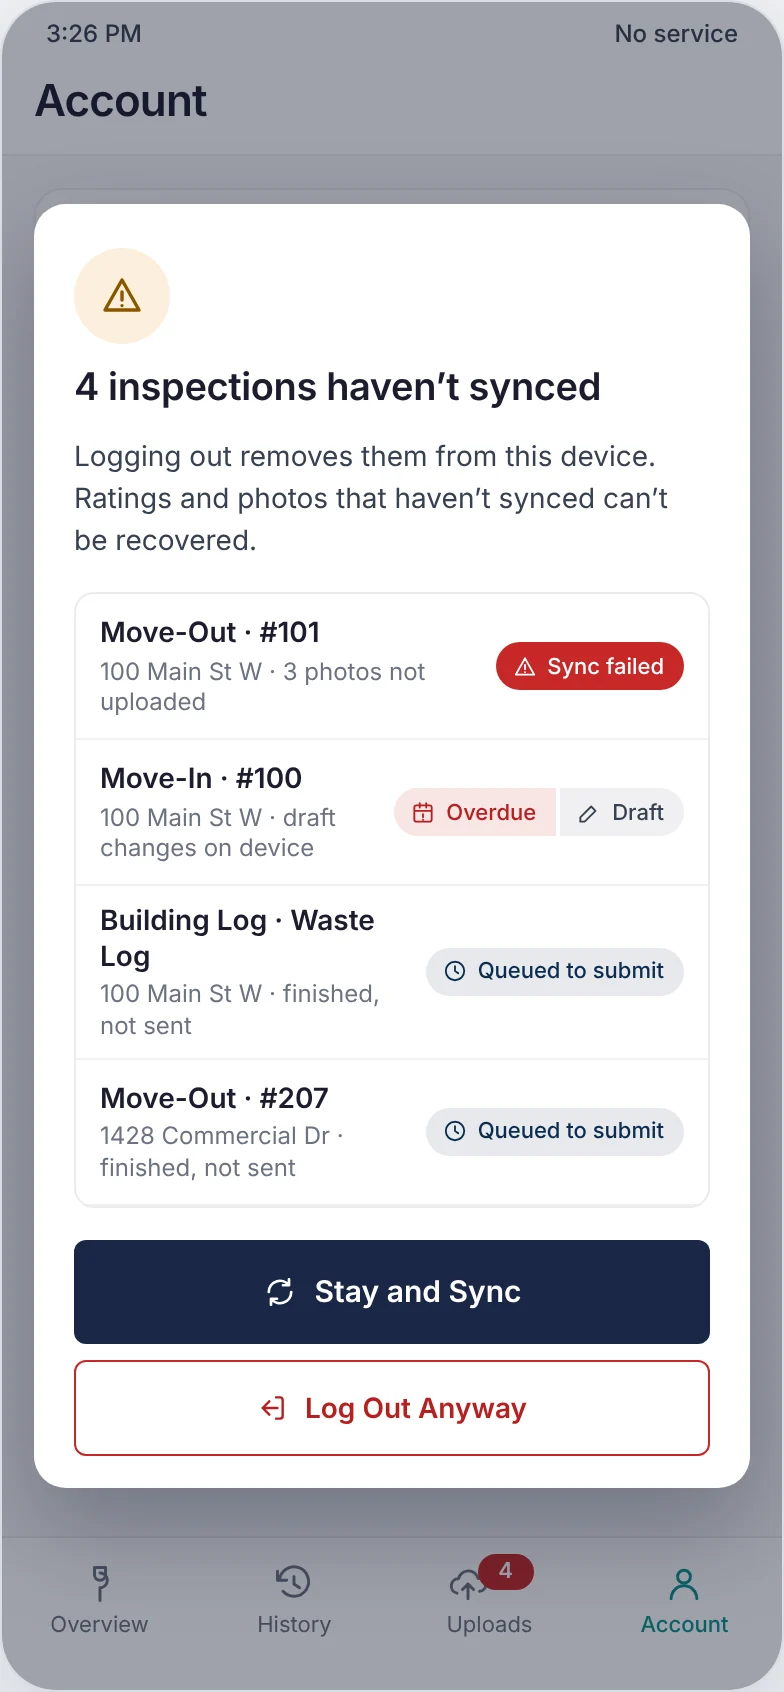 3:26 PM
No service
Account
4 inspections haven’t synced
Logging out removes them from this device.
Ratings and photos that haven’t synced can’t
be recovered.
Move-Out · #101
100 Main St W · 3 photos not
uploaded
Sync failed
Move-In · #100
100 Main St W · draft
changes on device
Overdue
Draft
Building Log · Waste
Log
100 Main St W · finished,
not sent
Queued to submit
Move-Out · #207
1428 Commercial Dr ·
finished, not sent
Queued to submit
Stay and Sync
Log Out Anyway
4
Overview
History
Uploads
Account